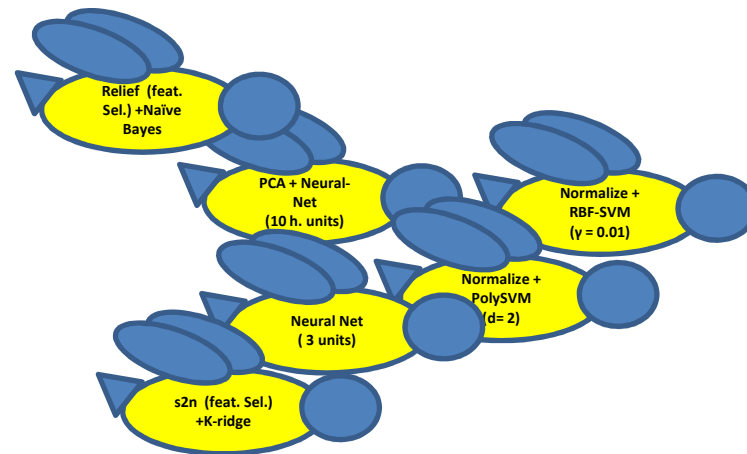 Relief (feat.
Sel.) +Naïve
Bayes
PCA + Neural-
Net
(10 h. units)
Normalize +
RBF-SVM
(γ = 0.01)
Normalize +
PolySVM
(d= 2)
Neural Net
( 3 units)
s2n (feat. Sel.)
+K-ridge